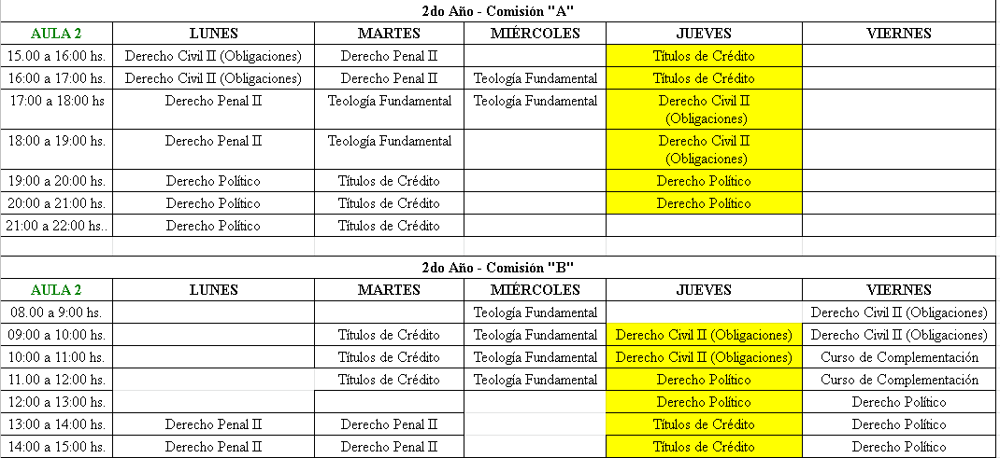 2do Año - Comisión "A"
AULA 2 LUNES MARTES MIÉRCOLES JUEVES VIERNES
15.00 a 16:00 hs. Derecho Civil II (Obligaciones) Derecho Penal II Títulos de Crédito
16:00 a 17:00 hs. Derecho Civil II (Obligaciones) Derecho Penal II Teología Fundamental Títulos de Crédito
17:00 a 18:00 hs Derecho Penal II Teología Fundamental Teología Fundamental Derecho Civil II
(Obligaciones)
18:00 a 19:00 hs. Derecho Penal II Teología Fundamental Derecho Civil II
(Obligaciones)
19:00 a 20:00 hs. Derecho Político Títulos de Crédito Derecho Político
20:00 a 21:00 hs. Derecho Político Títulos de Crédito Derecho Político
21:00 a 22:00 hs.. Derecho Político Títulos de Crédito
2do Año - Comisión "B"
AULA 2 LUNES MARTES MIÉRCOLES JUEVES VIERNES
08.00 a 9:00 hs. Teología Fundamental Derecho Civil II (Obligaciones)
09:00 a 10:00 hs. Títulos de Crédito Teología Fundamental Derecho Civil II (Obligaciones) Derecho Civil II (Obligaciones)
10:00 a 11:00 hs. Títulos de Crédito Teología Fundamental Derecho Civil II (Obligaciones) Curso de Complementación
11.00 a 12:00 hs. Títulos de Crédito Teología Fundamental Derecho Político Curso de Complementación
12:00 a 13:00 hs. Derecho Político Derecho Político
13:00 a 14:00 hs. Derecho Penal II Derecho Penal II Títulos de Crédito Derecho Político
14:00 a 15:00 hs. Derecho Penal II Derecho Penal II Títulos de Crédito Derecho Político